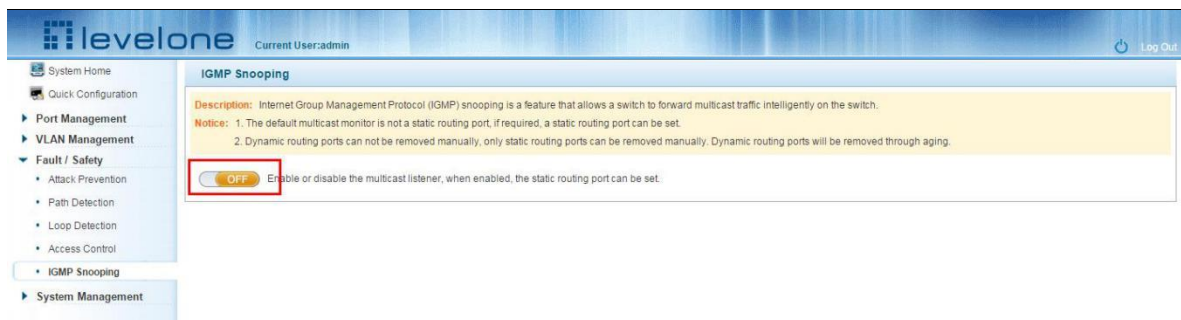 levelone
Current User:admin
Log Out
System Home
Quick Configuration
Port Management
VLAN Management
Fault / Safety
• Attack Prevention
• Path Detection
• Loop Detection
• Access Control
• IGMP Snooping
System Management
IGMP Snooping
Description: Internet Group Management Protocol (IGMP) snooping is a feature that allows a switch to forward multicast traffic intelligently on the switch.
Notice: 1. The default multicast monitor is not a static routing port, if required, a static routing port can be set.
2. Dynamic routing ports can not be removed manually, only static routing ports can be removed manually. Dynamic routing ports will be removed through aging.
OFF Enable or disable the multicast listener, when enabled, the static routing port can be set.